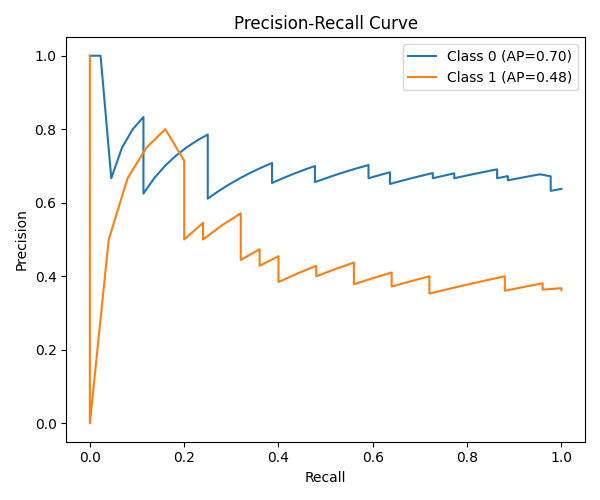 Precision-Recall Curve
Class 0 (AP=0.70)
Class 1 (AP=0.48)
Precision
1.0
0.8
0.6
0.4
0.2
0.0
0.0 0.2 0.4 0.6 0.8 1.0
Recall